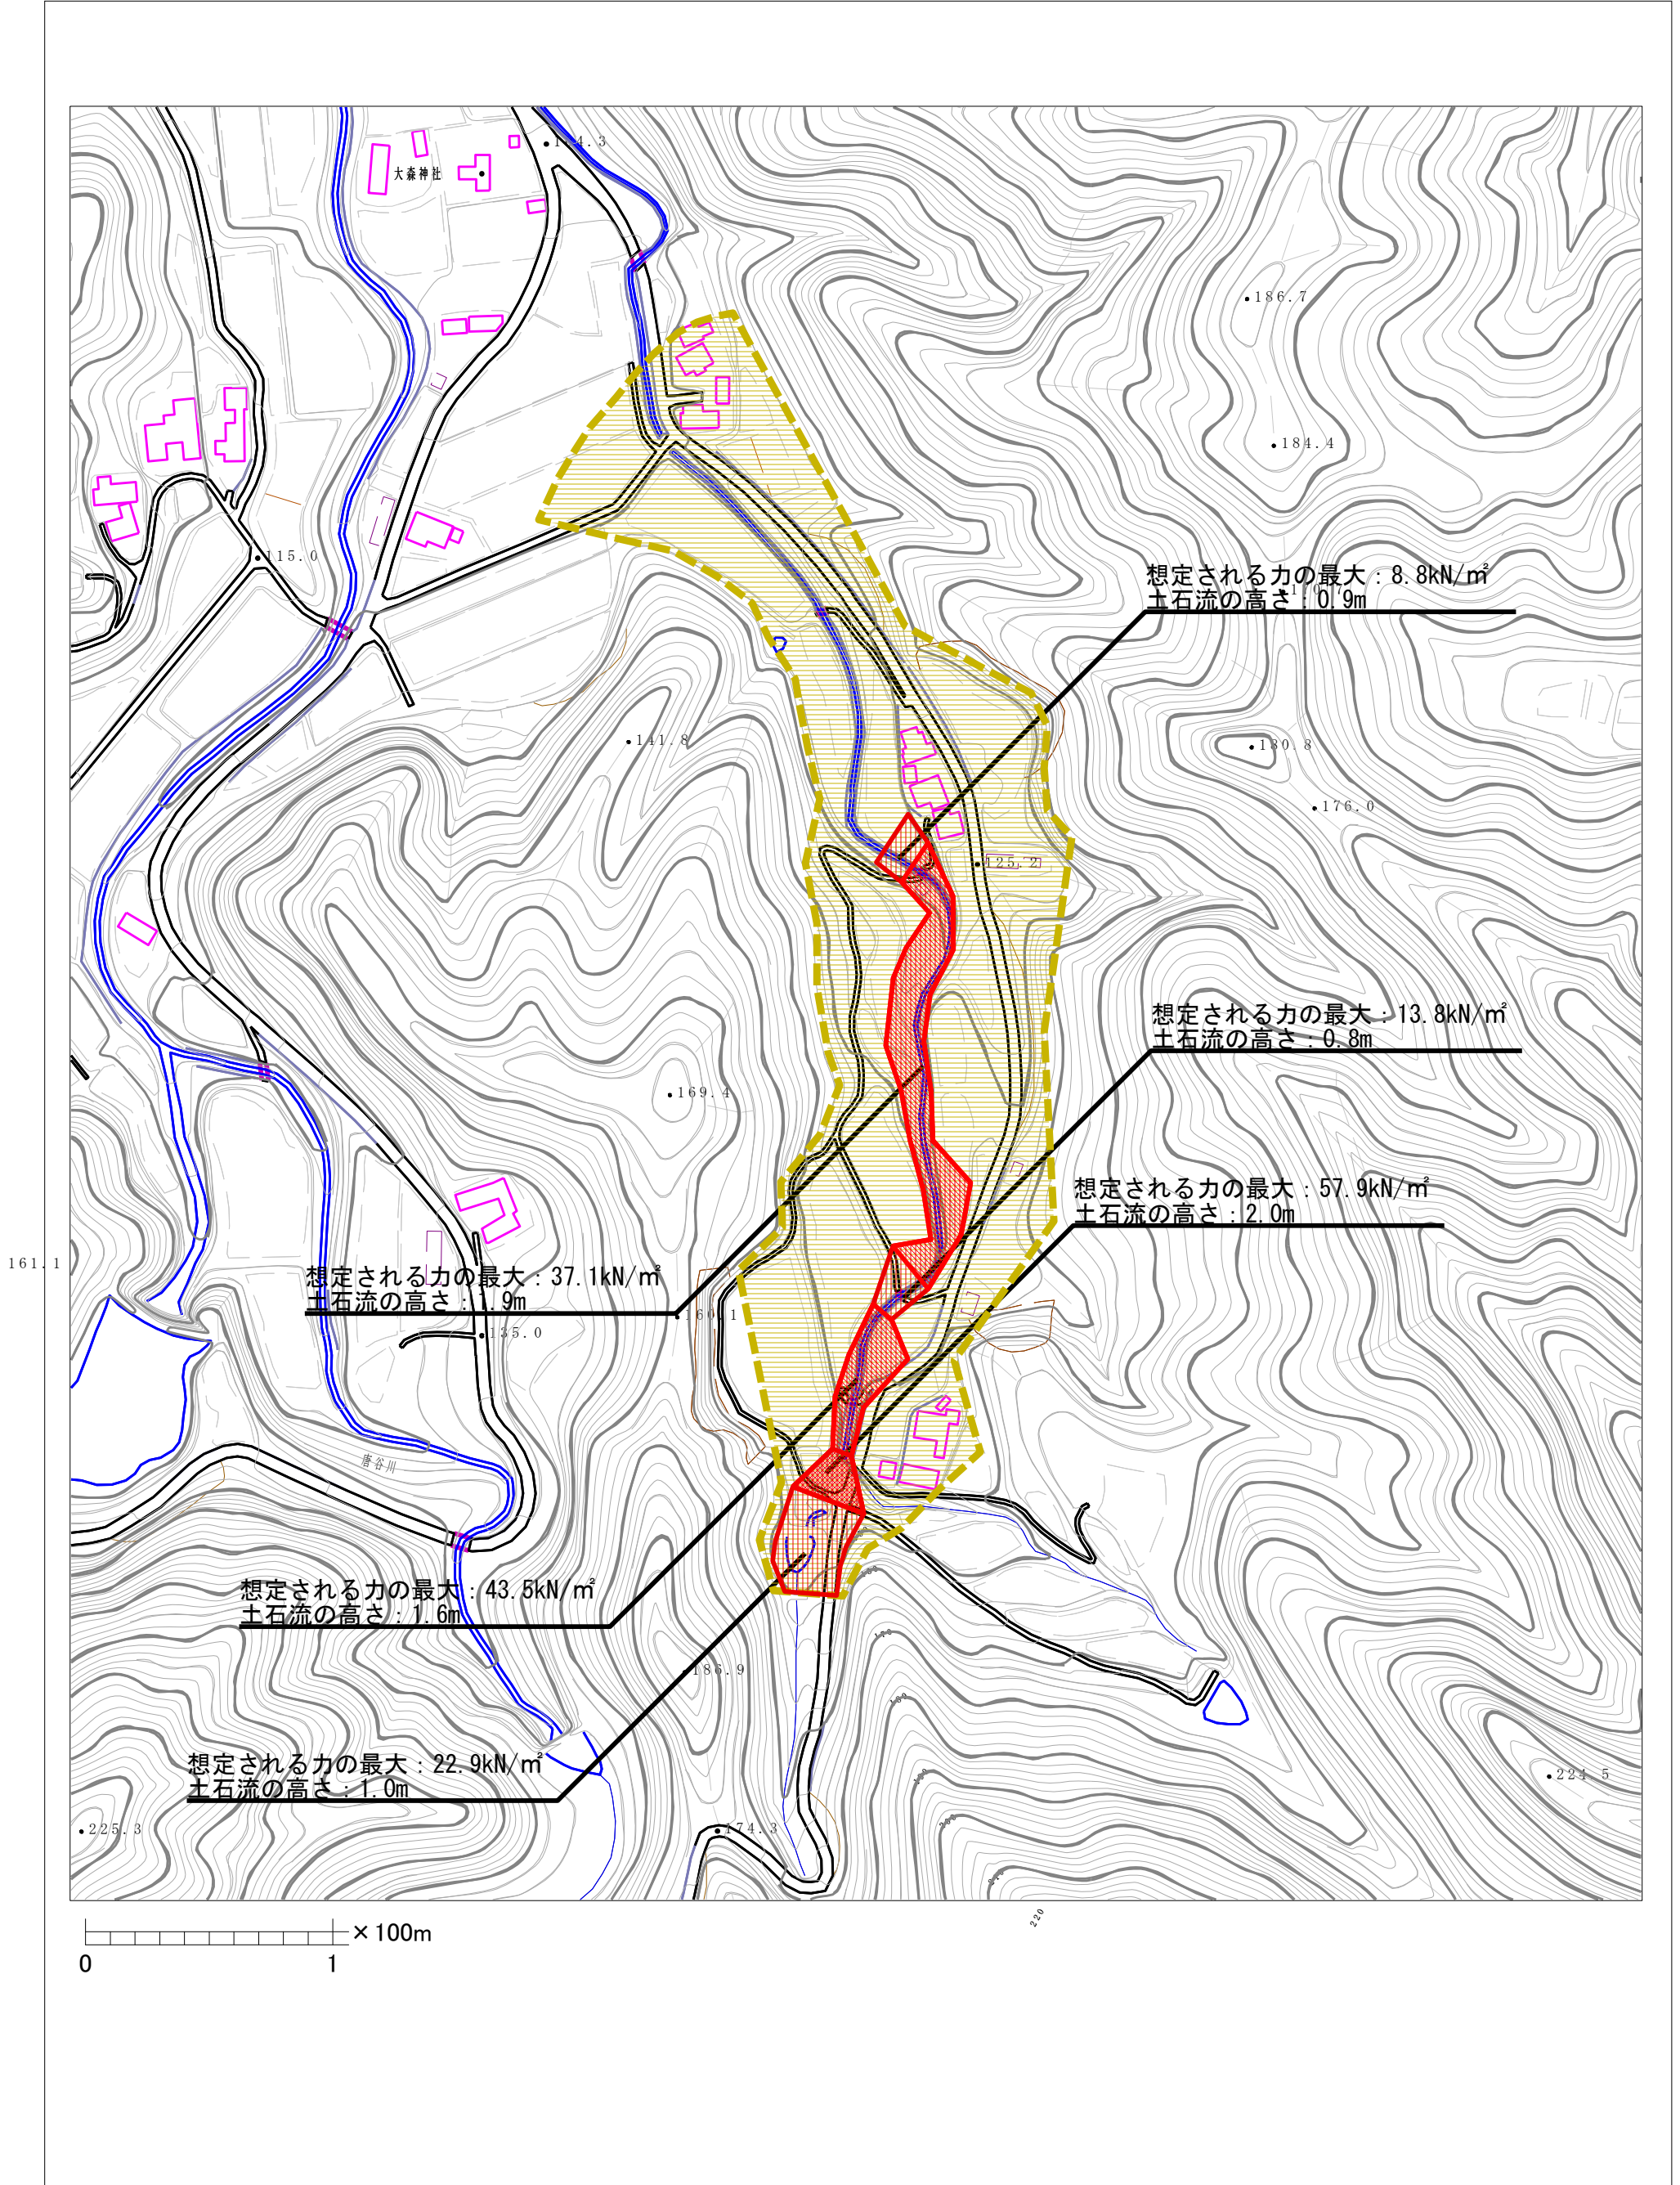 114.3
大森神社
186.7
184.4
115.0
想定される力の最大：8.8kN/㎡
土石流の高さ：0.9m
141.8
180.8
176.0
125.2
想定される力の最大：13.8kN/㎡
土石流の高さ：0.8m
169.4
想定される力の最大：57.9kN/㎡
土石流の高さ：2.0m
161.1
想定される力の最大：37.1kN/㎡
土石流の高さ：1.9m
160.1
135.0
唐谷川
想定される力の最大：43.5kN/㎡
土石流の高さ：1.6m
186.9
想定される力の最大：22.9kN/㎡
土石流の高さ：1.0m
224.5
225.3
174.3
220
×100m
0 1